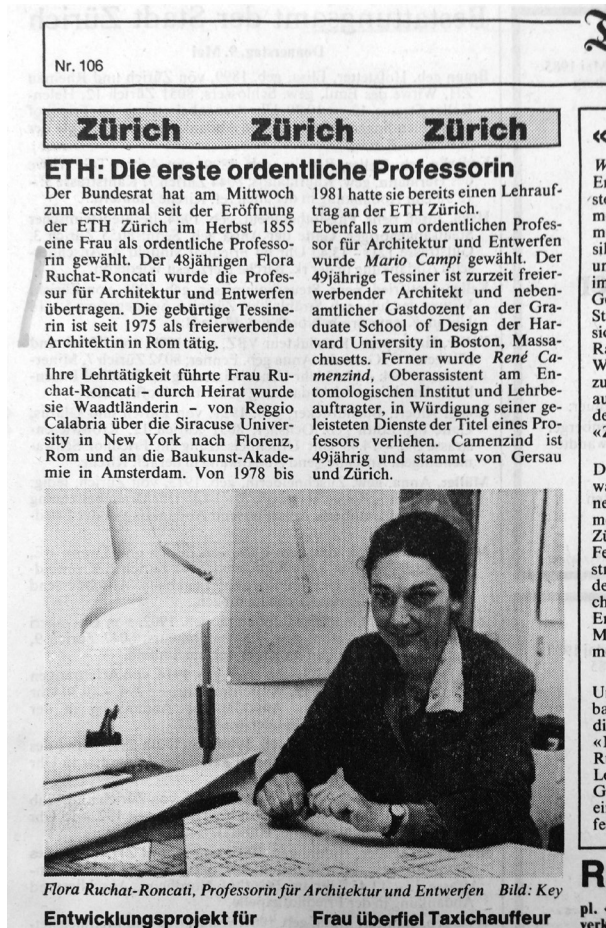 Nr. 106
Zürich Zürich Zürich
ETH: Die erste ordentliche Professorin
Der Bundesrat hat am Mittwoch
zum erstenmal seit der Eröffnung
der ETH Zürich im Herbst 1855
eine Frau als ordentliche Professo-
rin gewählt. Der 48jährigen Flora
Ruchat-Roncati wurde die Profes-
sur für Architektur und Entwerfen
übertragen. Die gebürtige Tessine-
rin ist seit 1975 als freierwerbende
Architektin in Rom tätig.
Ihre Lehrtätigkeit führte Frau Ru-
chat-Roncati – durch Heirat wurde
sie Waadtländerin – von Reggio
Calabria über die Siracuse Univer-
sity in New York nach Florenz,
Rom und an die Baukunst-Akade-
mie in Amsterdam. Von 1978 bis
1981 hatte sie bereits einen Lehrauf-
trag an der ETH Zürich.
Ebenfalls zum ordentlichen Profes-
sor für Architektur und Entwerfen
wurde Mario Campi gewählt. Der
49jährige Tessiner ist zurzeit freier-
werbender Architekt und neben-
amtlicher Gastdozent an der Gra-
duate School of Design der Har-
vard University in Boston, Massa-
chusetts. Ferner wurde René Ca-
menzind, Oberassistent am En-
tomologischen Institut und Lehrbe-
auftragter, in Würdigung seiner ge-
leisteten Dienste der Titel eines Pro-
fessors verliehen. Camenzind ist
49jährig und stammt von Gersau
und Zürich.
Flora Ruchat-Roncati, Professorin für Architektur und Entwerfen Bild: Key
Entwicklungsprojekt für
Frau überfiel Taxichauffeur